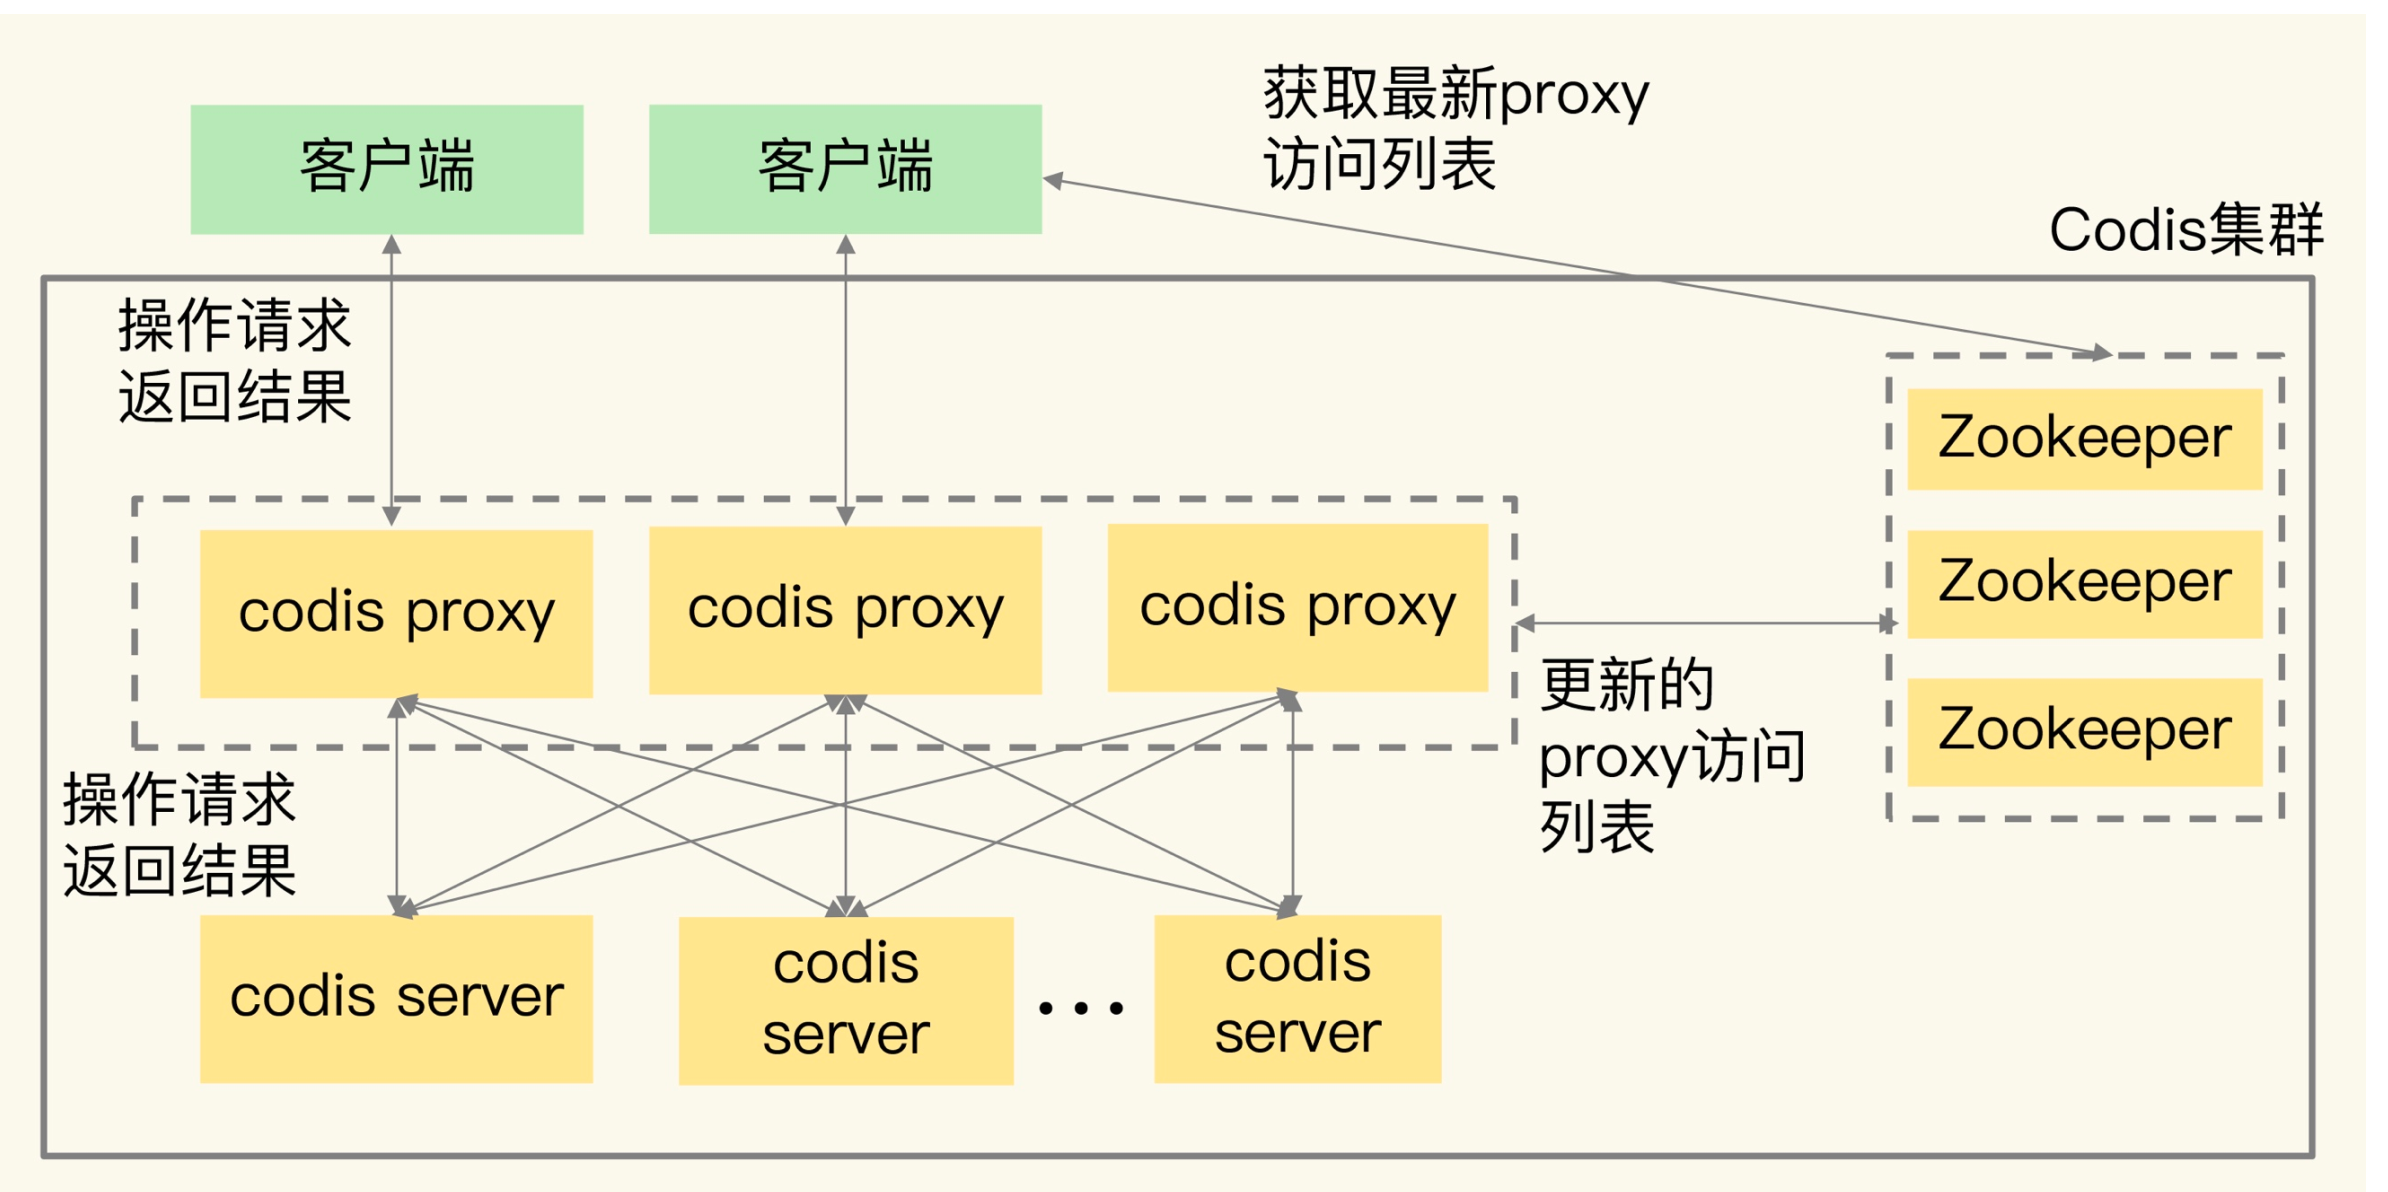 获取最新proxy
访问列表
客户端
客户端
Codis集群
操作请求
返回结果
Zookeeper
Zookeeper
Zookeeper
codis proxy
codis proxy
codis proxy
更新的
proxy访问
列表
操作请求
返回结果
codis server
codis
server
...
codis
server